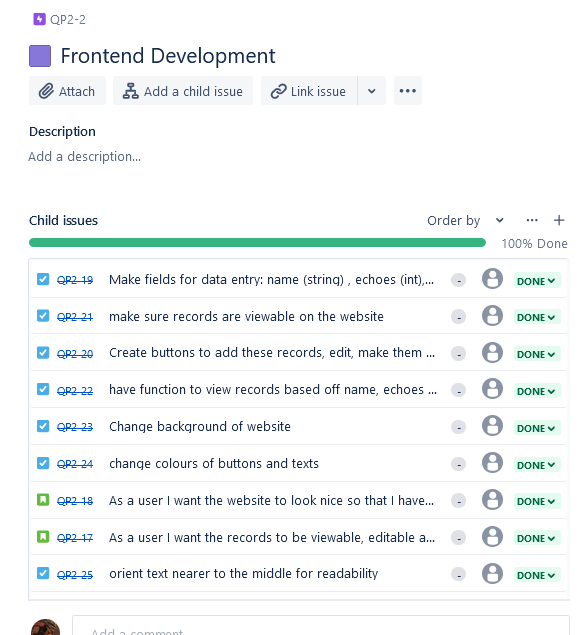 QP2-2
Frontend Development
Attach Add a child issue Link issue
Description
Add a description...
Child issues Order by
100% Done
QP2-19 Make fields for data entry: name (string) , echoes (int),... - DONE
QP2-21 make sure records are viewable on the website - DONE
QP2-20 Create buttons to add these records, edit, make them ... - DONE
QP2-22 have function to view records based off name, echoes ... - DONE
QP2-23 Change background of website - DONE
QP2-24 change colours of buttons and texts - DONE
QP2-18 As a user I want the website to look nice so that I have... - DONE
QP2-17 As a user I want the records to be viewable, editable a... - DONE
QP2-25 orient text nearer to the middle for readability - DONE
Add a comment...